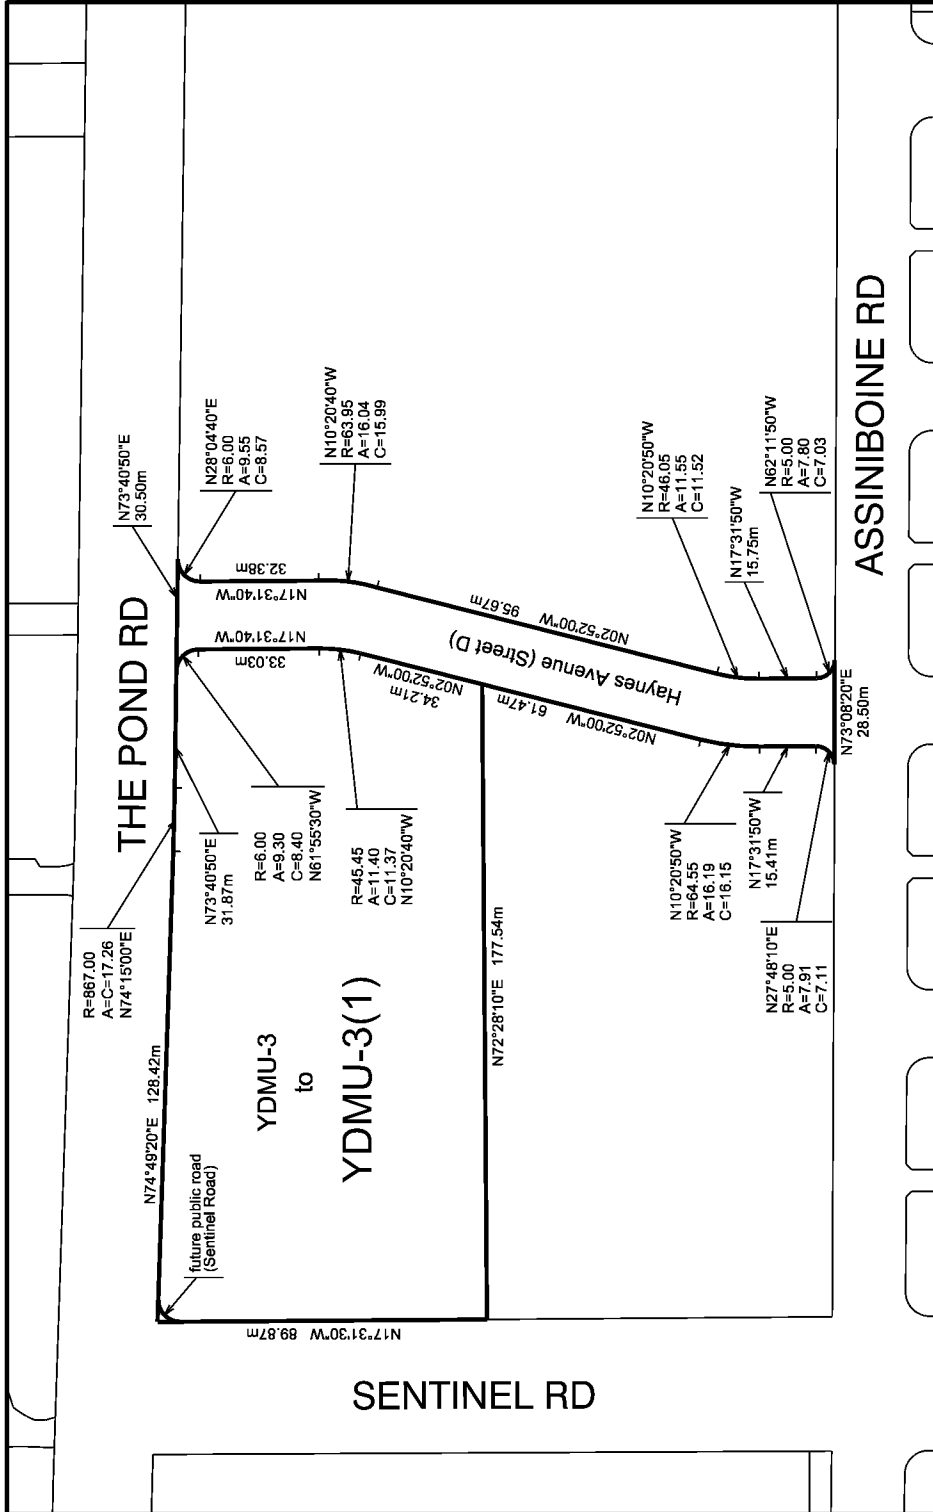 THE POND RD
N73°40'50"E
30.50m
N28°04'40"E
R=6.00
A=9.55
C=8.57
N10°20'40"W
R=63.95
A=16.04
C=15.99
N17°31'40"W
32.38m
N17°31'40"W
33.03m
N02°52'00"W
34.21m
N02°52'00"W
95.67m
Haynes Avenue (Street D)
N02°52'00"W
61.47m
N10°20'50"W
R=46.05
A=11.55
C=11.52
N17°31'50"W
15.75m
N62°11'50"W
R=5.00
A=7.80
C=7.03
N73°08'20"E
28.50m
ASSINIBOINE RD
R=867.00
A=C=17.26
N74°15'00"E
N73°40'50"E
31.87m
R=6.00
A=9.30
C=8.40
N61°55'30"W
R=45.45
A=11.40
C=11.37
N10°20'40"W
N10°20'50"W
R=64.55
A=16.19
C=16.15
N17°31'50"W
15.41m
N27°48'10"E
R=5.00
A=7.91
C=7.11
N74°49'20"E 128.42m
YDMU-3
to
YDMU-3(1)
N72°28'10"E 177.54m
future public road
(Sentinel Road)
N17°31'30"W 89.87m
SENTINEL RD